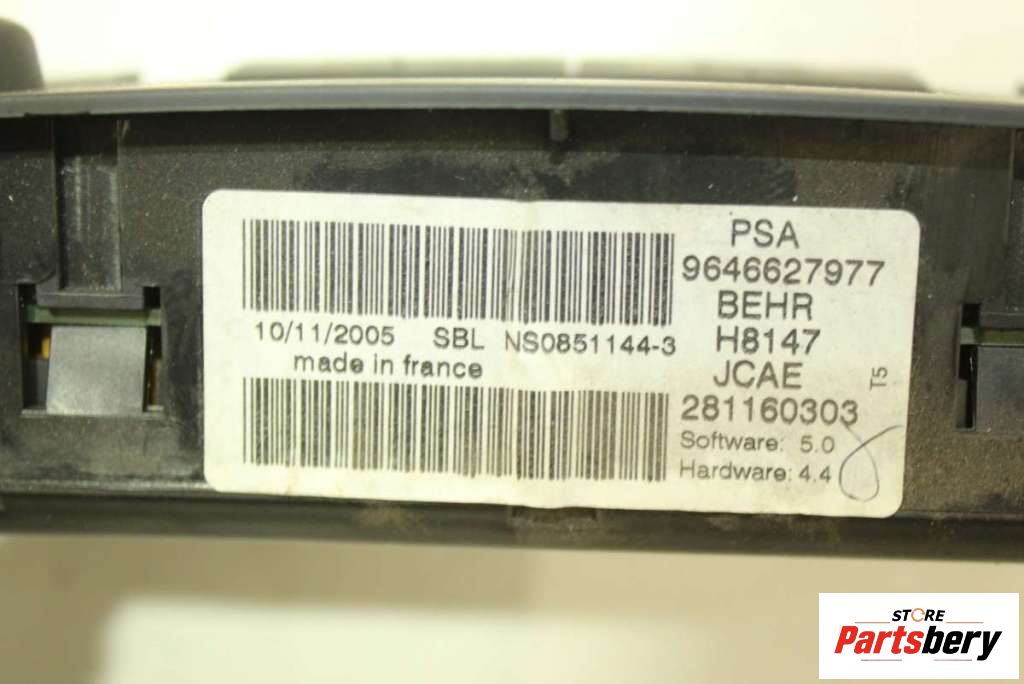 PSA
9646627977
BEHR
10/11/2005 SBL NS0851144-3
H8147
made in france
JCAE
T5
281160303
Software: 5.0
Hardware: 4.4
STORE
Partsbery